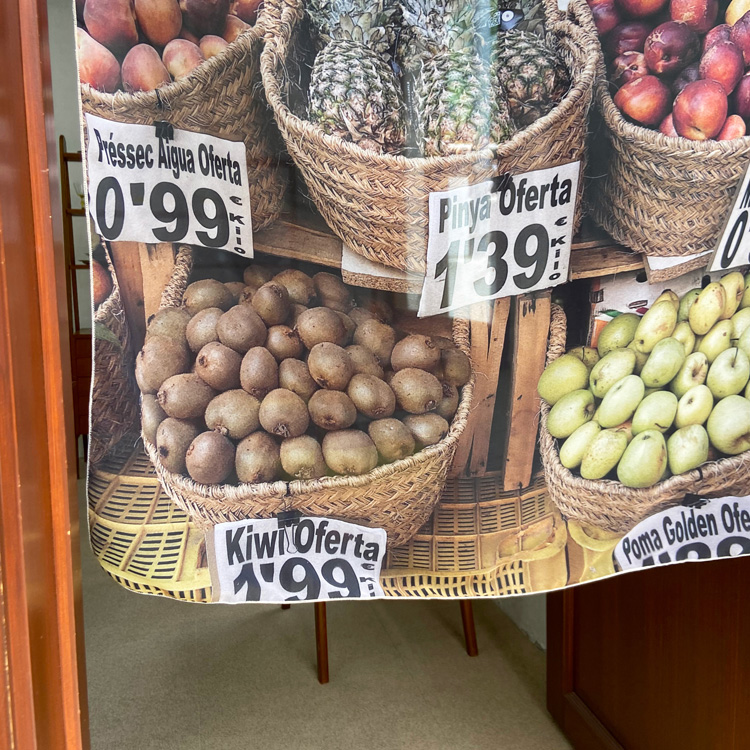 Préssec Aigua Oferta
0'99 € Kilo
Pinya Oferta
1'39 € Kilo
Kiwi Oferta
1'99 € Kilo
Poma Golden Ofe